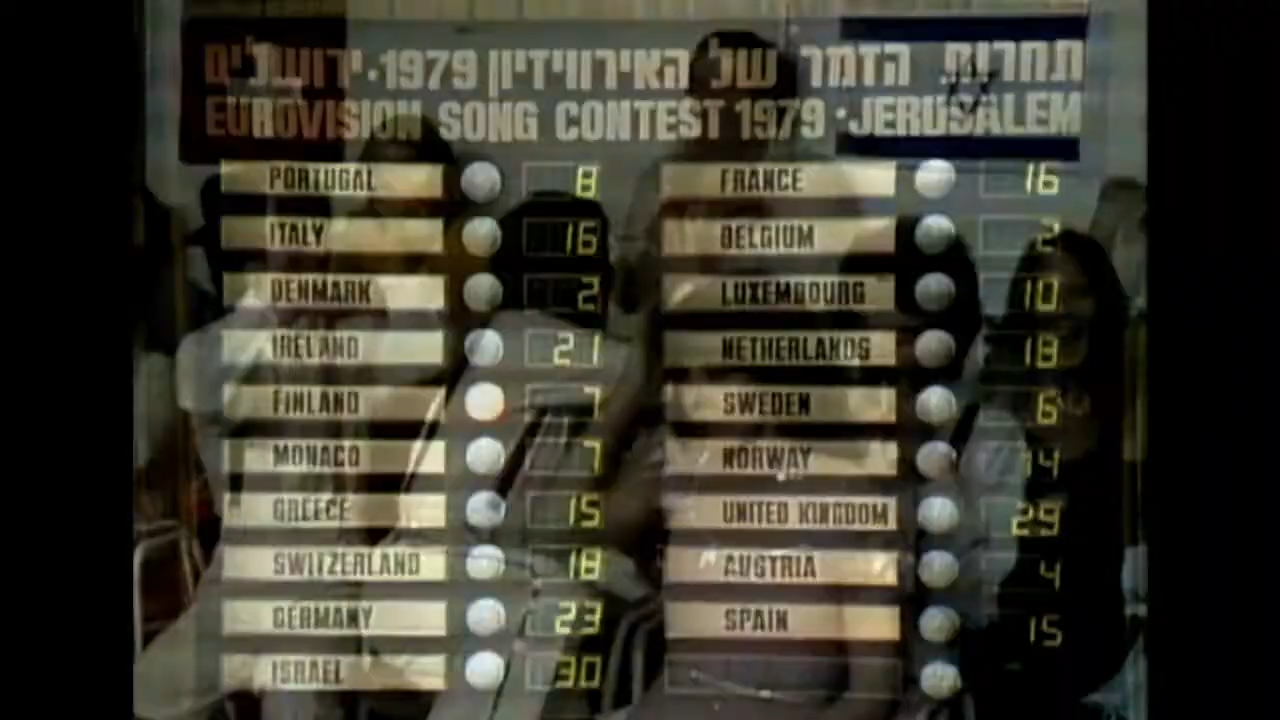 תחרות הזמר של האירוויזיון 1979 · ירושלים
EUROVISION SONG CONTEST 1979 · JERUSALEM
PORTUGAL 8
ITALY 16
DENMARK 2
IRELAND 21
FINLAND 7
MONACO 7
GREECE 15
SWITZERLAND 18
GERMANY 23
ISRAEL 30
FRANCE 16
BELGIUM 2
LUXEMBOURG 10
NETHERLANDS 18
SWEDEN 6
NORWAY 14
UNITED KINGDOM 29
AUSTRIA 4
SPAIN 15